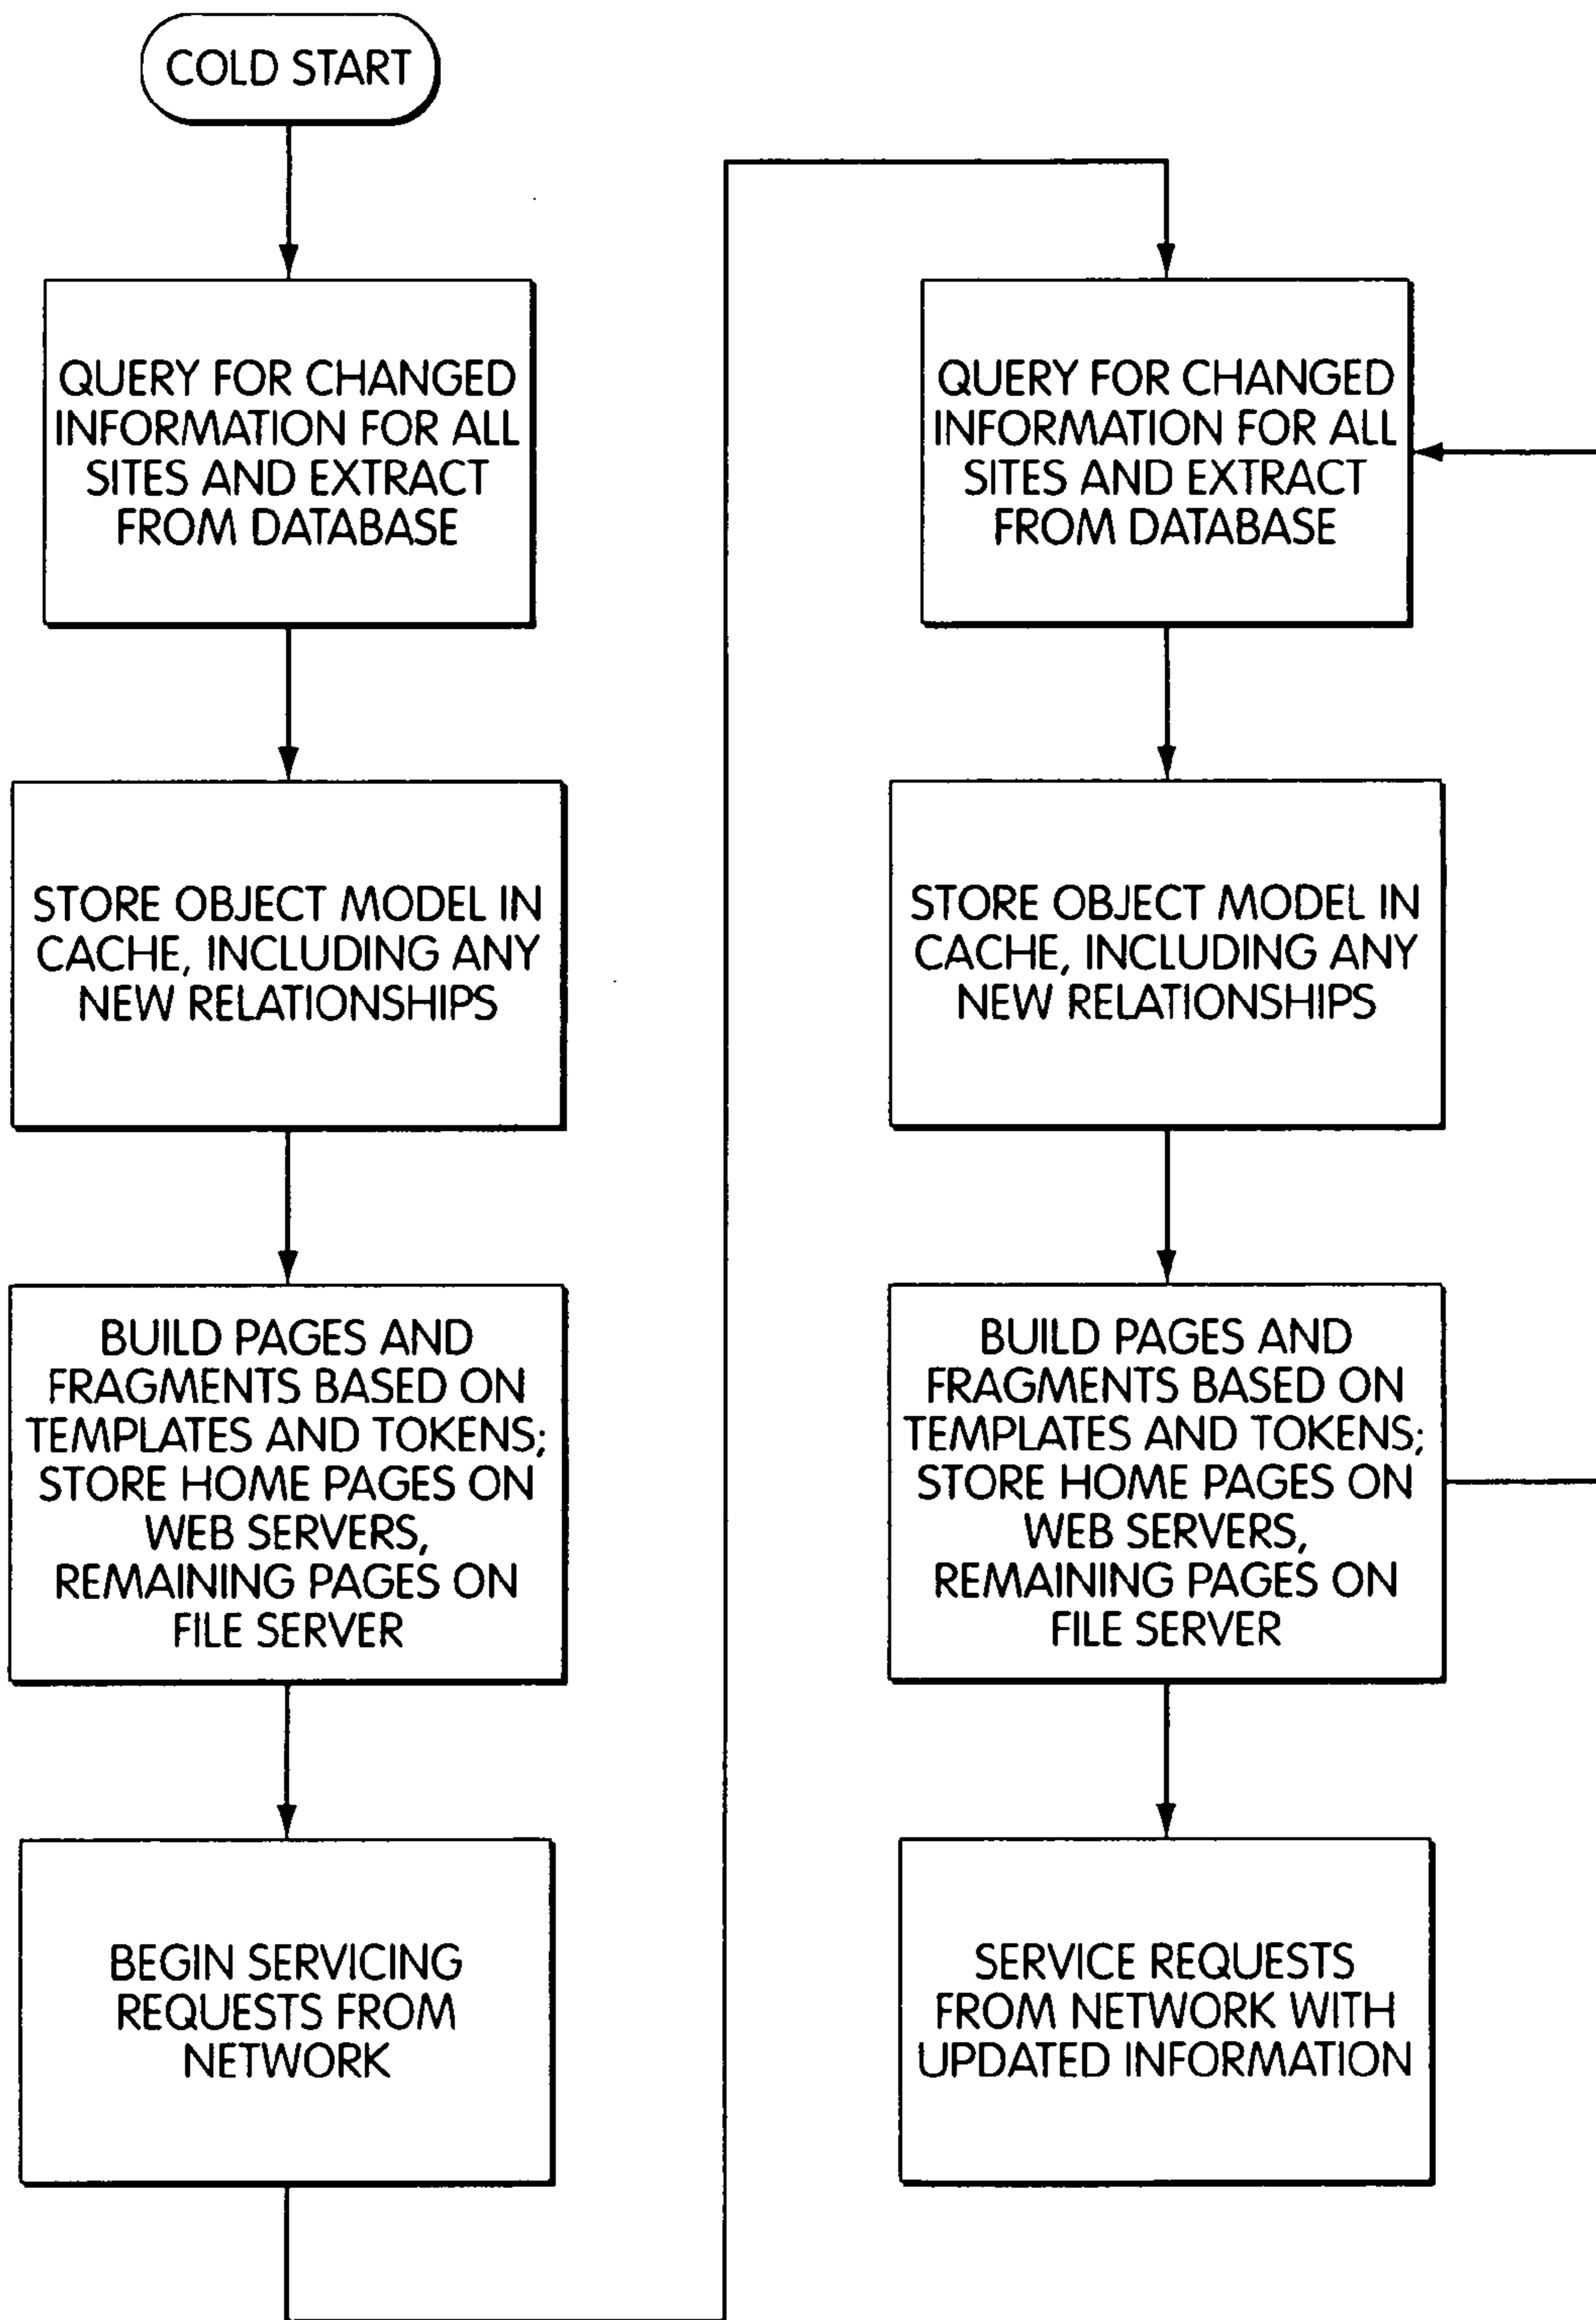 COLD START
QUERY FOR CHANGED
INFORMATION FOR ALL
SITES AND EXTRACT
FROM DATABASE
STORE OBJECT MODEL IN
CACHE, INCLUDING ANY
NEW RELATIONSHIPS
BUILD PAGES AND
FRAGMENTS BASED ON
TEMPLATES AND TOKENS;
STORE HOME PAGES ON
WEB SERVERS,
REMAINING PAGES ON
FILE SERVER
BEGIN SERVICING
REQUESTS FROM
NETWORK
QUERY FOR CHANGED
INFORMATION FOR ALL
SITES AND EXTRACT
FROM DATABASE
STORE OBJECT MODEL IN
CACHE, INCLUDING ANY
NEW RELATIONSHIPS
BUILD PAGES AND
FRAGMENTS BASED ON
TEMPLATES AND TOKENS;
STORE HOME PAGES ON
WEB SERVERS,
REMAINING PAGES ON
FILE SERVER
SERVICE REQUESTS
FROM NETWORK WITH
UPDATED INFORMATION